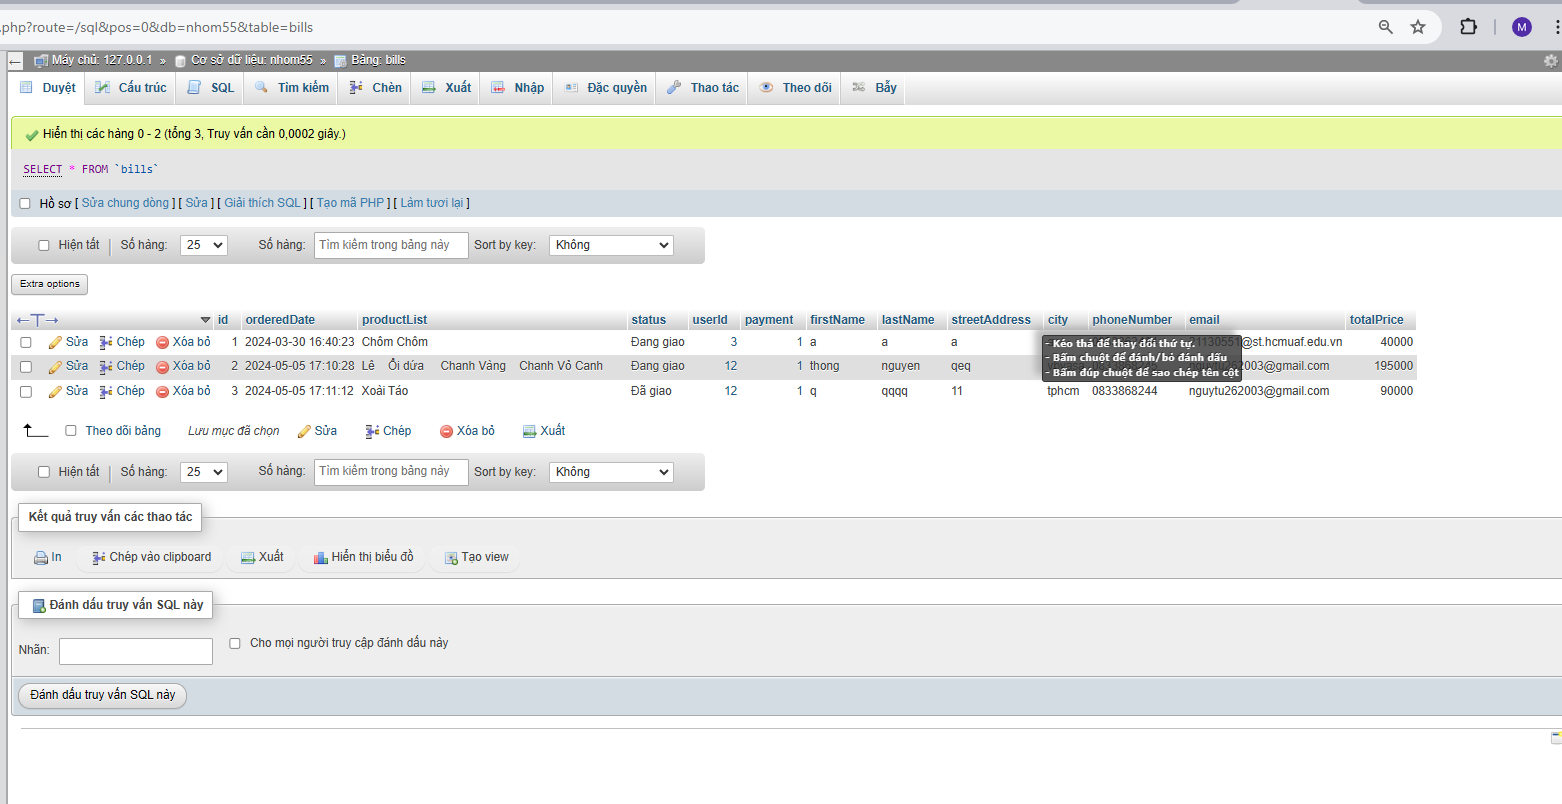 .php?route=/sql&pos=0&db=nhom55&table=bills
M
Máy chủ: 127.0.0.1 » Cơ sở dữ liệu: nhom55 » Bảng: bills
Duyệt Cấu trúc SQL Tìm kiếm Chèn Xuất Nhập Đặc quyền Thao tác Theo dõi Bẫy
Hiển thị các hàng 0 - 2 (tổng 3, Truy vấn cần 0,0002 giây.)
SELECT * FROM `bills`
Hồ sơ [ Sửa chung dòng ] [ Sửa ] [ Giải thích SQL ] [ Tạo mã PHP ] [ Làm tươi lại ]
Hiện tất | Số hàng: 25 Số hàng: Tìm kiếm trong bảng này Sort by key: Không
Extra options
←T→ id orderedDate productList status userId payment firstName lastName streetAddress city phoneNumber email totalPrice
Sửa Chép Xóa bỏ 1 2024-03-30 16:40:23 Chôm Chôm Đang giao 3 1 a a a @st.hcmuaf.edu.vn 40000
- Kéo thả để thay đổi thứ tự.
- Bấm chuột để đánh/bỏ đánh dấu
- Bấm đúp chuột để sao chép tên cột
Sửa Chép Xóa bỏ 2 2024-05-05 17:10:28 Lê Ổi dứa Chanh Vàng Chanh Vỏ Canh Đang giao 12 1 thong nguyen qeq nguytu262003@gmail.com 195000
Sửa Chép Xóa bỏ 3 2024-05-05 17:11:12 Xoài Táo Đã giao 12 1 q qqqq 11 tphcm 0833868244 nguytu262003@gmail.com 90000
Theo dõi bảng Lưu mục đã chọn Sửa Chép Xóa bỏ Xuất
Hiện tất | Số hàng: 25 Số hàng: Tìm kiếm trong bảng này Sort by key: Không
Kết quả truy vấn các thao tác
In Chép vào clipboard Xuất Hiển thị biểu đồ Tạo view
Đánh dấu truy vấn SQL này
Nhãn: Cho mọi người truy cập đánh dấu này
Đánh dấu truy vấn SQL này